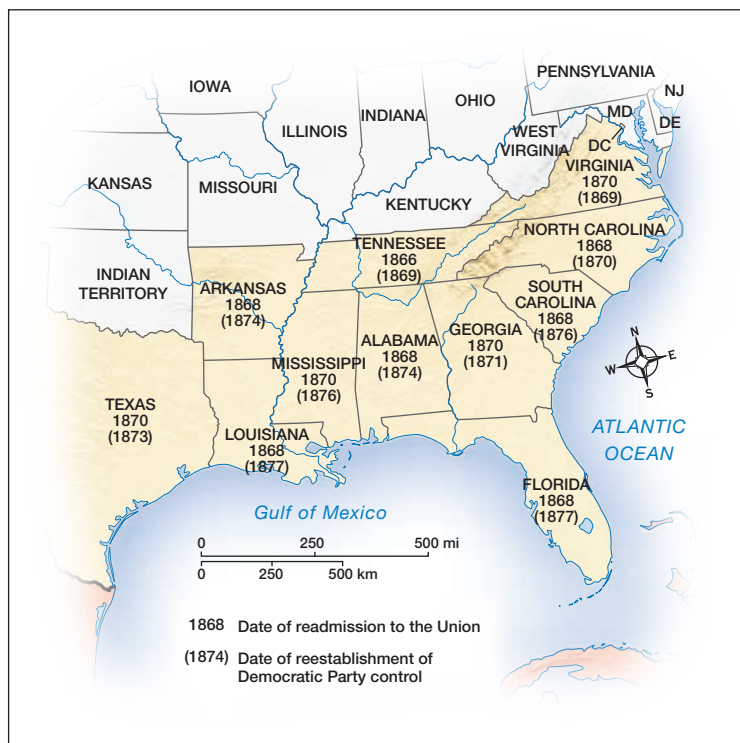 PENNSYLVANIA
NJ
IOWA
OHIO
MD
INDIANA
DE
ILLINOIS
WEST
VIRGINIA
DC
VIRGINIA
1870
(1869)
KANSAS
MISSOURI
KENTUCKY
TENNESSEE
1866
(1869)
NORTH CAROLINA
1868
(1870)
INDIAN
TERRITORY
ARKANSAS
1868
(1874)
SOUTH
CAROLINA
1868
(1876)
ALABAMA
1868
(1874)
GEORGIA
1870
(1871)
MISSISSIPPI
1870
(1876)
N
E
W
S
TEXAS
1870
(1873)
LOUISIANA
1868
(1877)
ATLANTIC
OCEAN
FLORIDA
1868
(1877)
Gulf of Mexico
0 250 500 mi
0 250 500 km
1868 Date of readmission to the Union
(1874) Date of reestablishment of
Democratic Party control